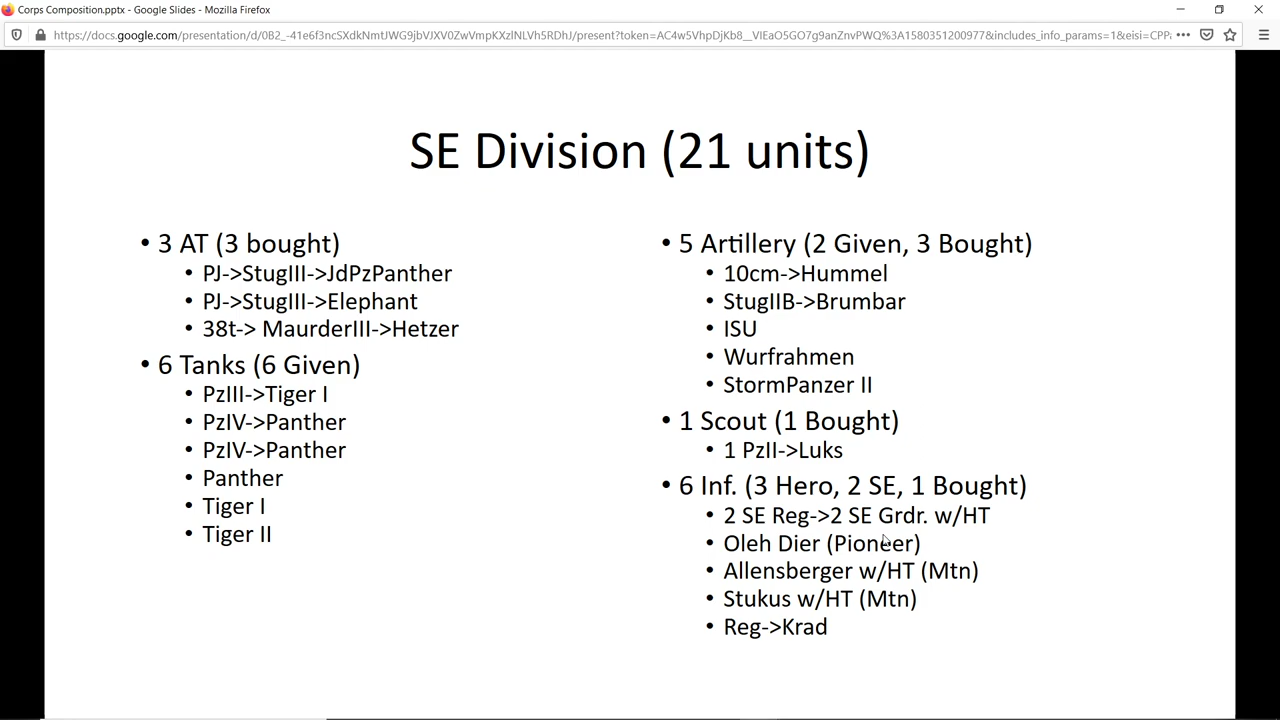 Corps Composition.pptx - Google Slides - Mozilla Firefox
SE Division (21 units)
• 3 AT (3 bought)
• PJ->StugIII->JdPzPanther
• PJ->StugIII->Elephant
• 38t-> MaurderIII->Hetzer
• 6 Tanks (6 Given)
• PzIII->Tiger I
• PzIV->Panther
• PzIV->Panther
• Panther
• Tiger I
• Tiger II
• 5 Artillery (2 Given, 3 Bought)
• 10cm->Hummel
• StugIIB->Brumbar
• ISU
• Wurfrahmen
• StormPanzer II
• 1 Scout (1 Bought)
• 1 PzII->Luks
• 6 Inf. (3 Hero, 2 SE, 1 Bought)
• 2 SE Reg->2 SE Grdr. w/HT
• Oleh Dier (Pioneer)
• Allensberger w/HT (Mtn)
• Stukus w/HT (Mtn)
• Reg->Krad